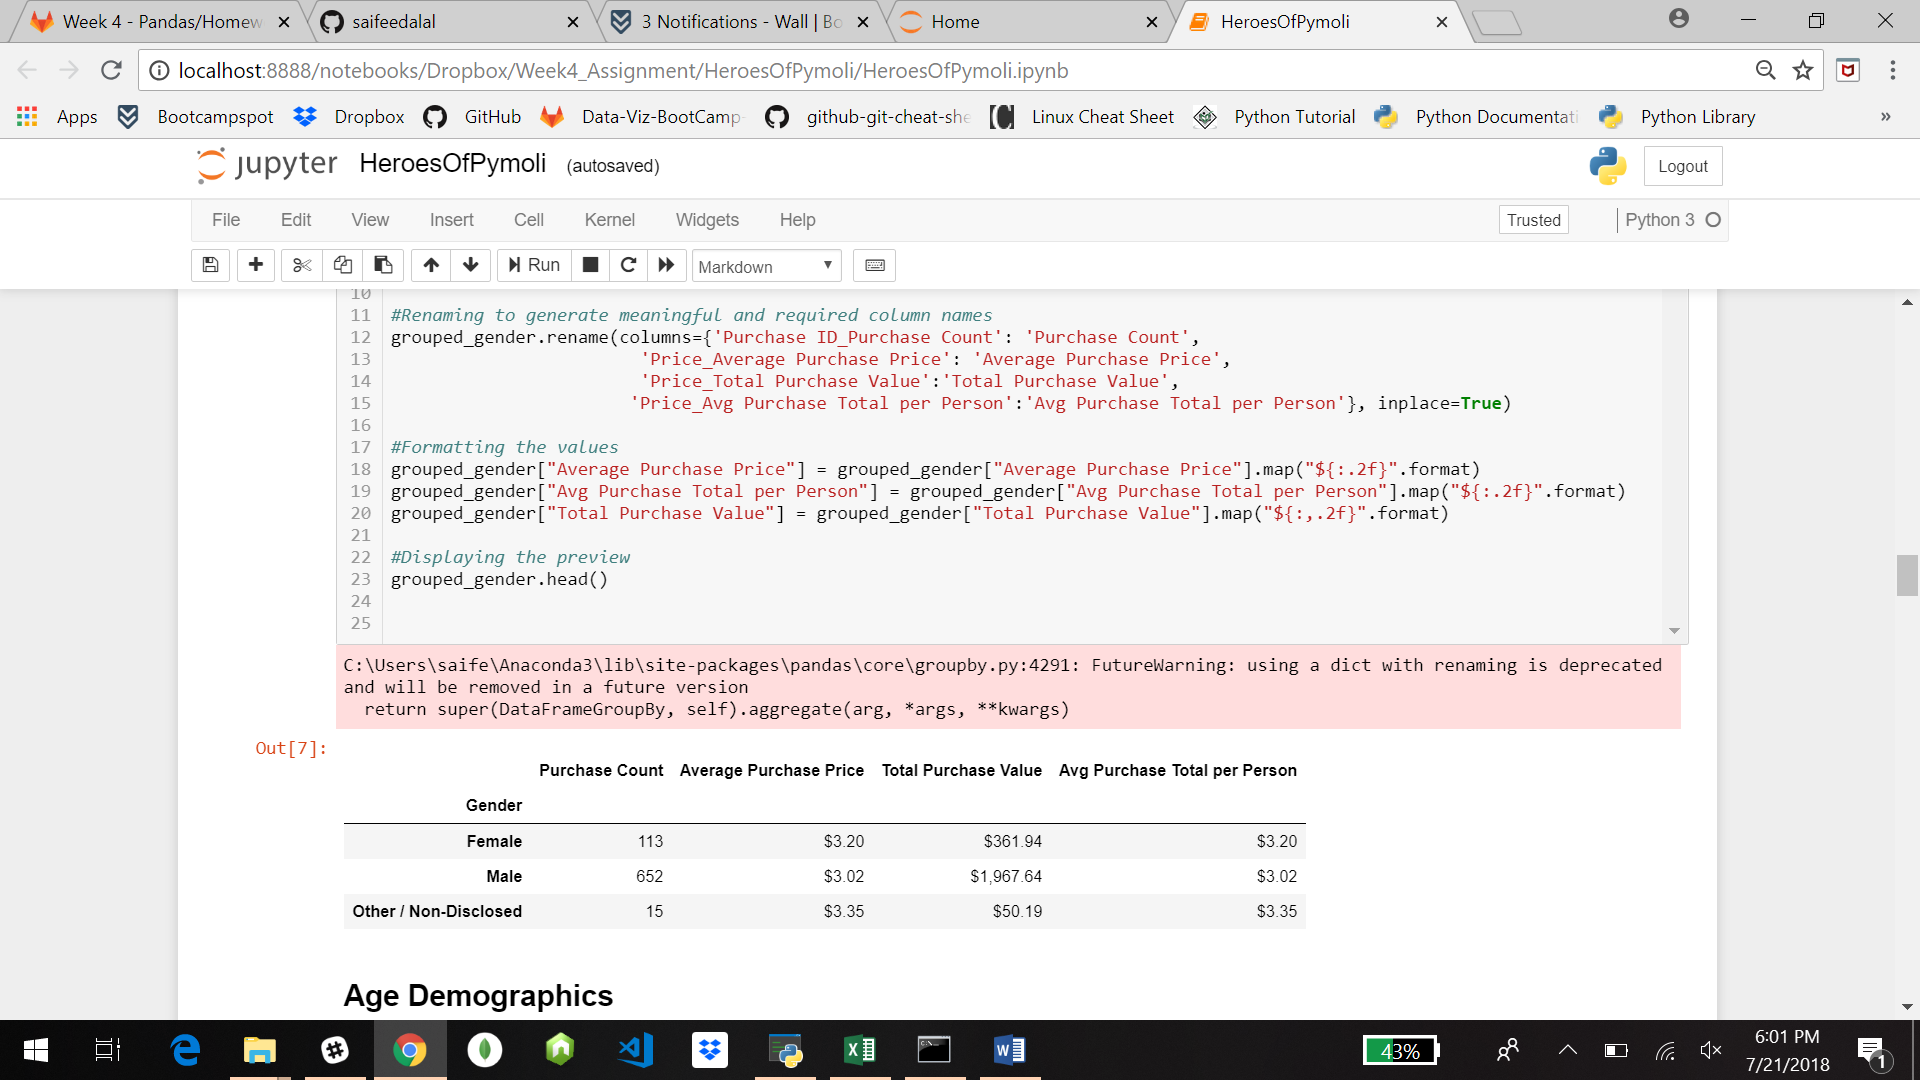 Week 4 - Pandas/Homew
saifeedalal
3 Notifications - Wall | Bo
Home
HeroesOfPymoli
localhost:8888/notebooks/Dropbox/Week4_Assignment/HeroesOfPymoli/HeroesOfPymoli.ipynb
Apps Bootcampspot Dropbox GitHub Data-Viz-BootCamp- github-git-cheat-she Linux Cheat Sheet Python Tutorial Python Documentati Python Library »
jupyter HeroesOfPymoli (autosaved) Logout
File Edit View Insert Cell Kernel Widgets Help Trusted Python 3
Run Markdown
10
11 #Renaming to generate meaningful and required column names
12 grouped_gender.rename(columns={'Purchase ID_Purchase Count': 'Purchase Count',
13 'Price_Average Purchase Price': 'Average Purchase Price',
14 'Price_Total Purchase Value':'Total Purchase Value',
15 'Price_Avg Purchase Total per Person':'Avg Purchase Total per Person'}, inplace=True)
16
17 #Formatting the values
18 grouped_gender["Average Purchase Price"] = grouped_gender["Average Purchase Price"].map("${:.2f}".format)
19 grouped_gender["Avg Purchase Total per Person"] = grouped_gender["Avg Purchase Total per Person"].map("${:.2f}".format)
20 grouped_gender["Total Purchase Value"] = grouped_gender["Total Purchase Value"].map("${:,.2f}".format)
21
22 #Displaying the preview
23 grouped_gender.head()
24
25
C:\Users\saife\Anaconda3\lib\site-packages\pandas\core\groupby.py:4291: FutureWarning: using a dict with renaming is deprecated
and will be removed in a future version
return super(DataFrameGroupBy, self).aggregate(arg, *args, **kwargs)
Out[7]:
Purchase Count Average Purchase Price Total Purchase Value Avg Purchase Total per Person
Gender
Female 113 $3.20 $361.94 $3.20
Male 652 $3.02 $1,967.64 $3.02
Other / Non-Disclosed 15 $3.35 $50.19 $3.35
Age Demographics
43%
6:01 PM
7/21/2018
1